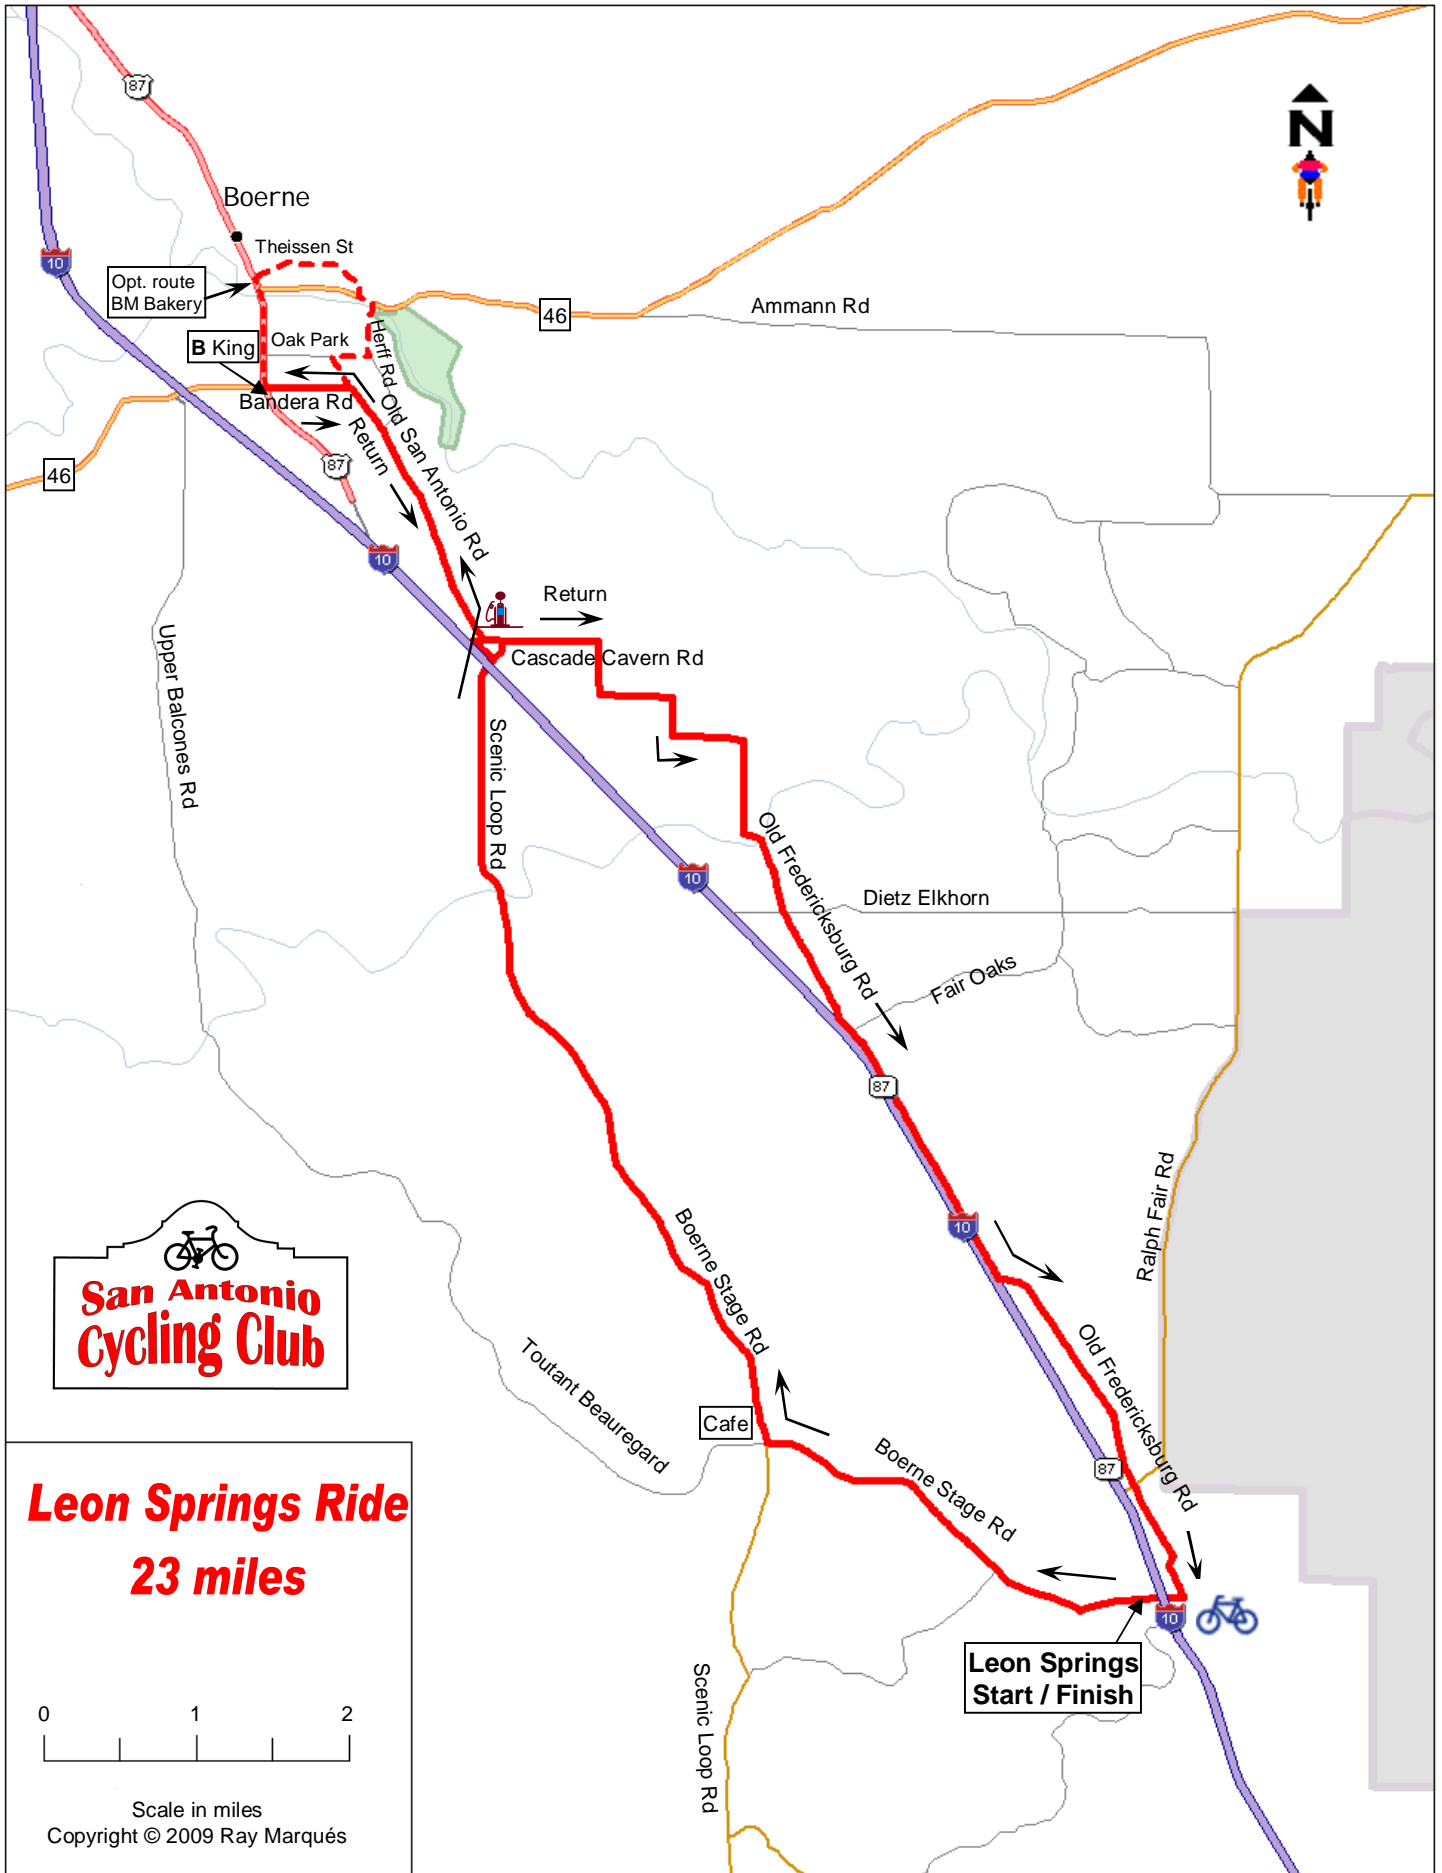 87
Boerne
Theissen St
10
Opt. route
BM Bakery
46
Ammann Rd
Oak Park
B King
Herff Rd
Bandera Rd
Old San Antonio Rd
Return
87
46
10
Return
Cascade Cavern Rd
Upper Balcones Rd
Scenic Loop Rd
Old Fredericksburg Rd
10
Dietz Elkhorn
Fair Oaks
87
Ralph Fair Rd
10
San Antonio
Cycling Club
Boerne Stage Rd
Toutant Beauregard
Old Fredericksburg Rd
Cafe
Boerne Stage Rd
87
10
Leon Springs
Start / Finish
Scenic Loop Rd
N
Leon Springs Ride
23 miles
0 1 2
Scale in miles
Copyright © 2009 Ray Marqués